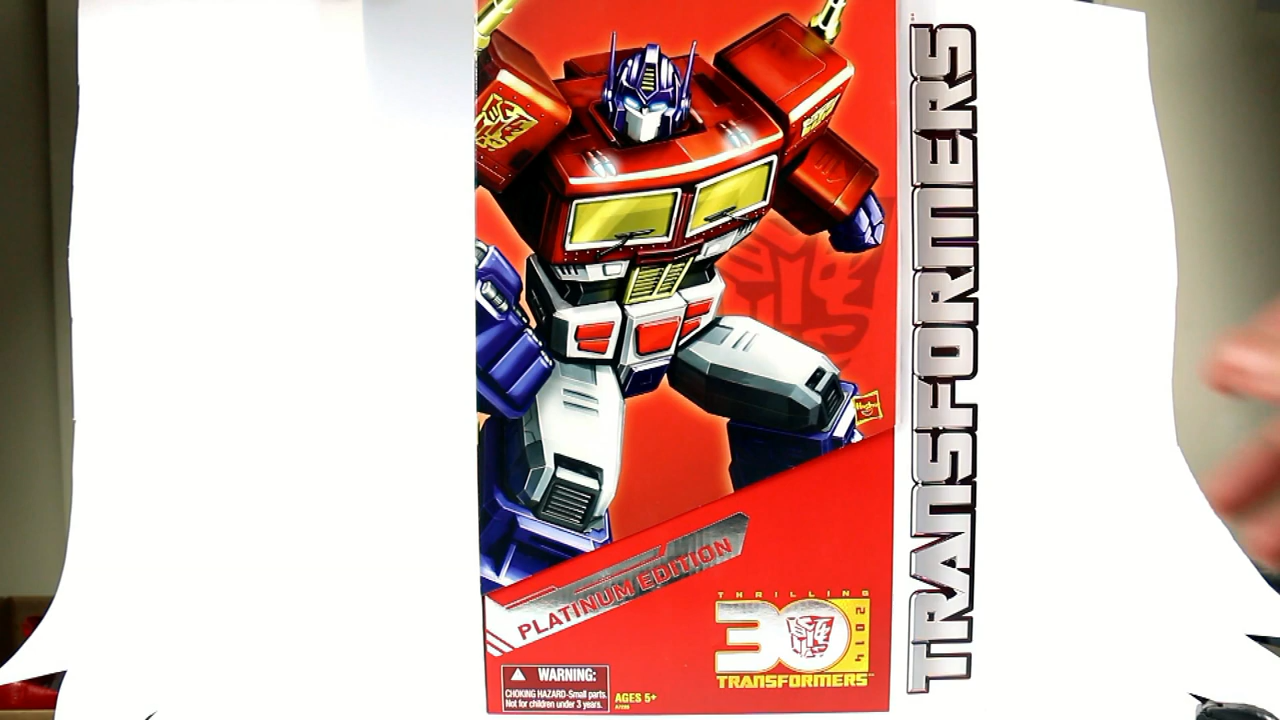 TRANSFORMERS
Hasbro
PLATINUM EDITION
THRILLING
30
2014
TRANSFORMERS
WARNING:
CHOKING HAZARD-Small parts.
Not for children under 3 years.
AGES 5+